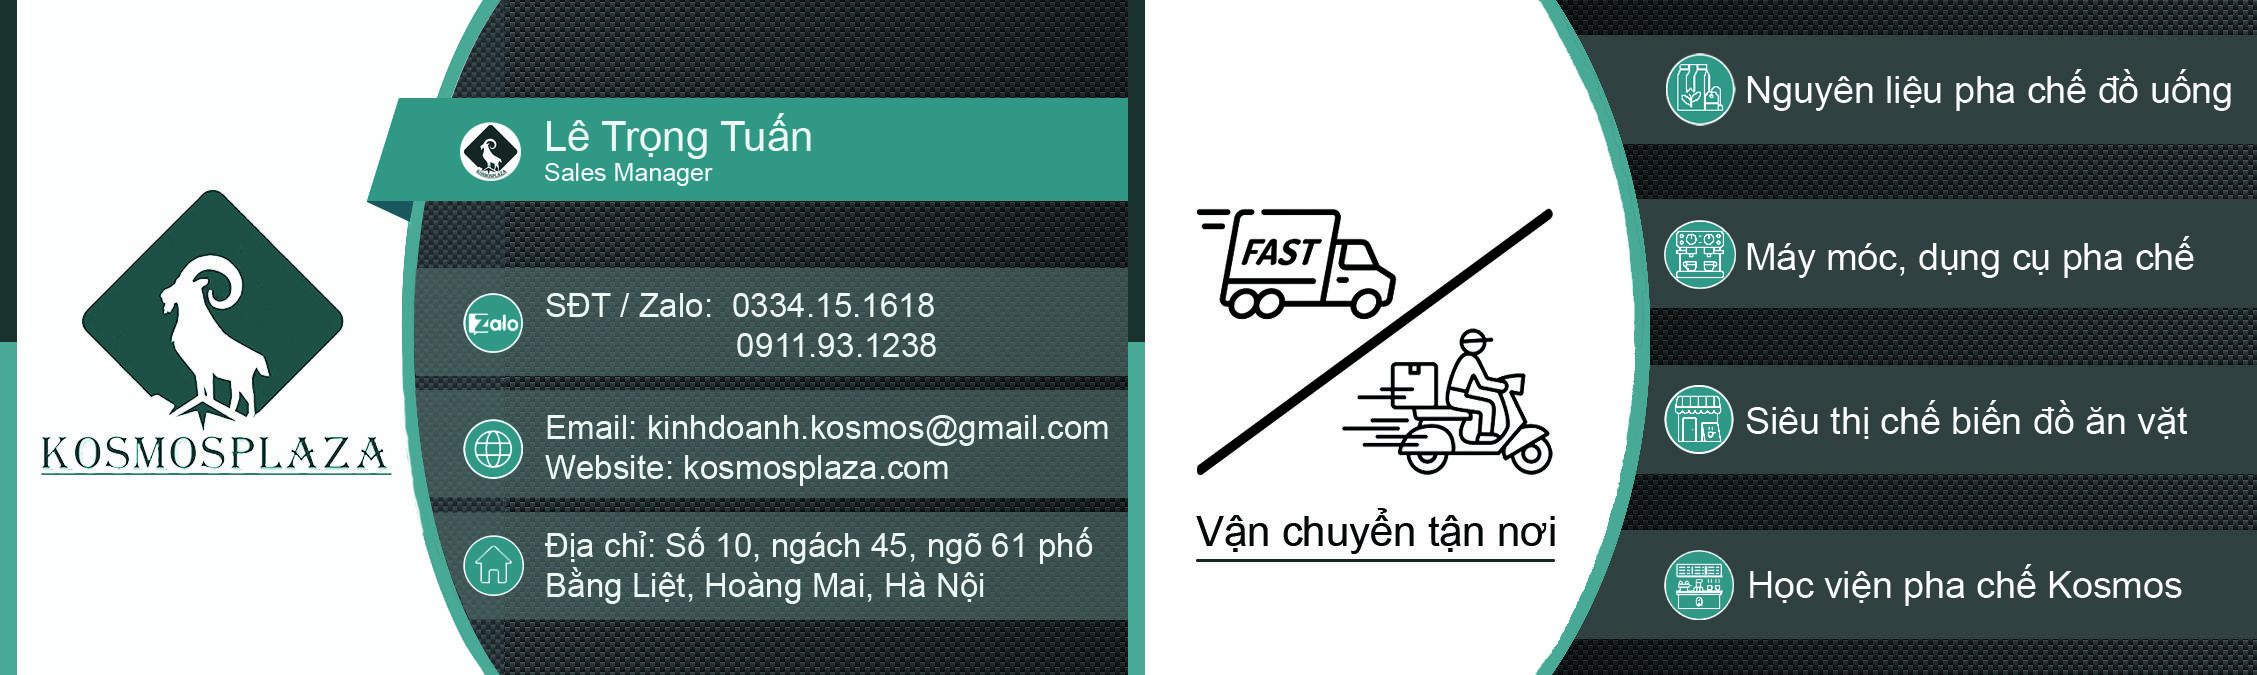 KOSMOSPLAZA
Lê Trọng Tuấn
Sales Manager
KOSMOSPLAZA
Zalo
SĐT / Zalo: 0334.15.1618
0911.93.1238
Email: kinhdoanh.kosmos@gmail.com
Website: kosmosplaza.com
Địa chỉ: Số 10, ngách 45, ngõ 61 phố
Bằng Liệt, Hoàng Mai, Hà Nội
FAST
Vận chuyển tận nơi
Nguyên liệu pha chế đồ uống
Máy móc, dụng cụ pha chế
Siêu thị chế biến đồ ăn vặt
Học viện pha chế Kosmos